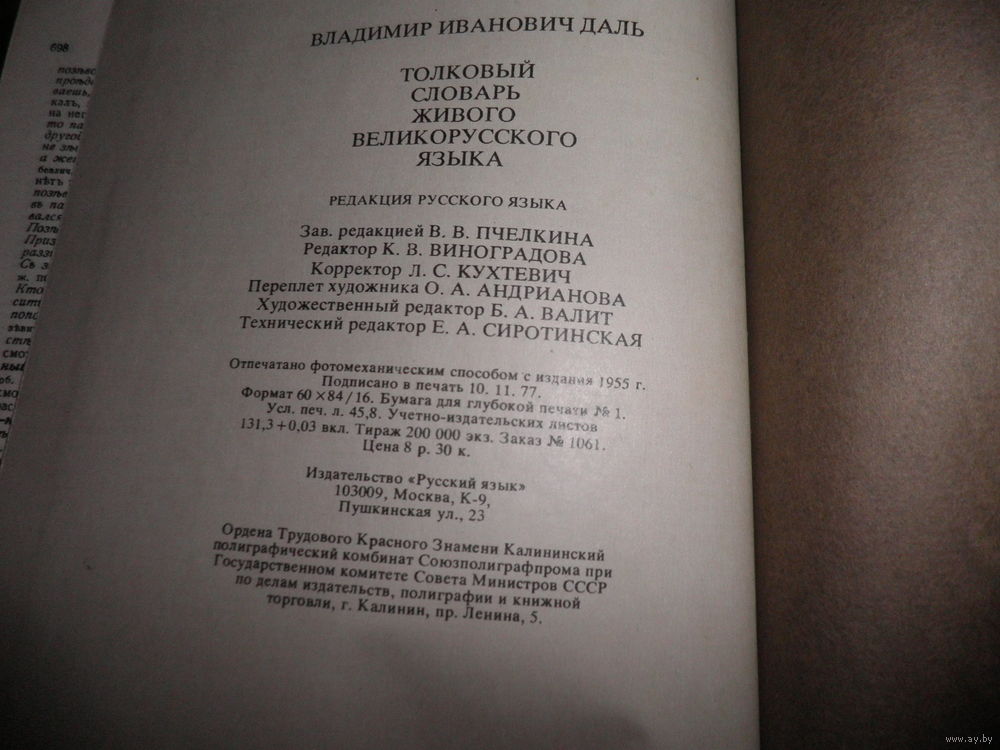 ВЛАДИМИР ИВАНОВИЧ ДАЛЬ
ТОЛКОВЫЙ
СЛОВАРЬ
ЖИВОГО
ВЕЛИКОРУССКОГО
ЯЗЫКА
РЕДАКЦИЯ РУССКОГО ЯЗЫКА
Зав. редакцией В. В. ПЧЕЛКИНА
Редактор К. В. ВИНОГРАДОВА
Корректор Л. С. КУХТЕВИЧ
Переплет художника О. А. АНДРИАНОВА
Художественный редактор Б. А. ВАЛИТ
Технический редактор Е. А. СИРОТИНСКАЯ
Отпечатано фотомеханическим способом с издания 1955 г.
Подписано в печать 10. 11. 77.
Формат 60×84/16. Бумага для глубокой печати № 1.
Усл. печ. л. 45,8. Учетно-издательских листов
131,3+0,03 вкл. Тираж 200 000 экз. Заказ № 1061.
Цена 8 р. 30 к.
Издательство «Русский язык»
103009, Москва, К-9,
Пушкинская ул., 23
Ордена Трудового Красного Знамени Калининский
полиграфический комбинат Союзполиграфпрома при
Государственном комитете Совета Министров СССР
по делам издательств, полиграфии и книжной
торговли, г. Калинин, пр. Ленина, 5.
698
www.ay.by